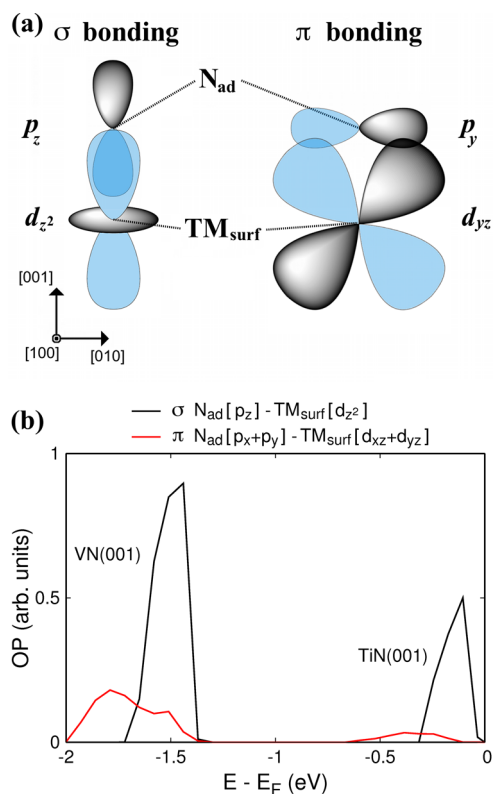 (a)
σ bonding π bonding
N_ad
p_z p_y
d_z² TM_surf d_yz
[001]
[100] [010]
(b)
σ N_ad[p_z] - TM_surf[d_z²]
π N_ad[p_x+p_y] - TM_surf[d_xz+d_yz]
1
VN(001)
OP (arb. units)
0.5
TiN(001)
0
-2 -1.5 -1 -0.5 0
E - E_F (eV)